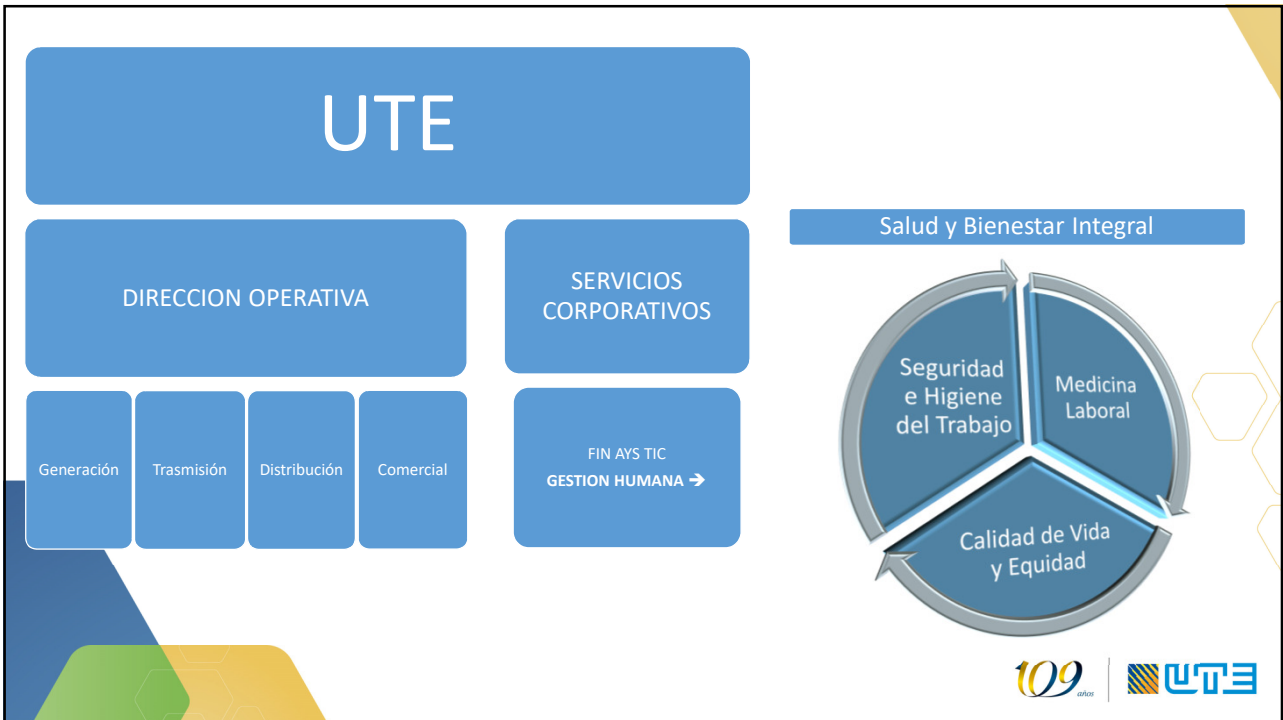 UTE
DIRECCION OPERATIVA
SERVICIOS
CORPORATIVOS
Generación
Trasmisión
Distribución
Comercial
FIN AYS TIC
GESTION HUMANA ➔
Salud y Bienestar Integral
Seguridad
e Higiene
del Trabajo
Medicina
Laboral
Calidad de Vida
y Equidad
109 años
UTE